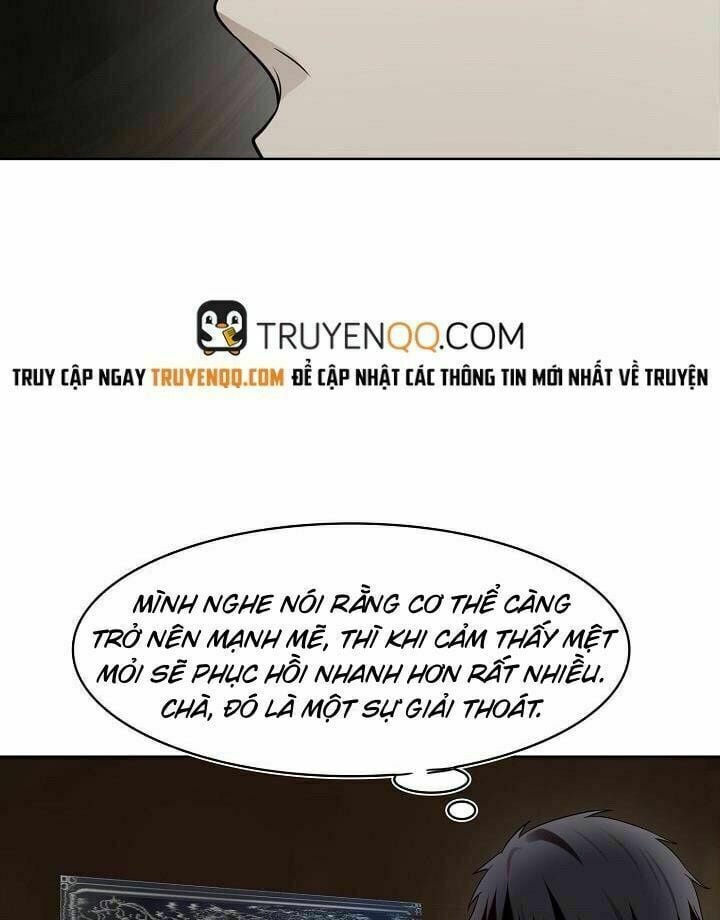 TRUYENQQ.COM
TRUY CẬP NGAY TRUYENQQ.COM ĐỂ CẬP NHẬT CÁC THÔNG TIN MỚI NHẤT VỀ TRUYỆN
MÌNH NGHE NÓI RẰNG CƠ THỂ CÀNG
TRỞ NÊN MẠNH MẼ, THÌ KHI CẢM THẤY MỆT
MỎI SẼ PHỤC HỒI NHANH HƠN RẤT NHIỀU.
CHÀ, ĐÓ LÀ MỘT SỰ GIẢI THOÁT.